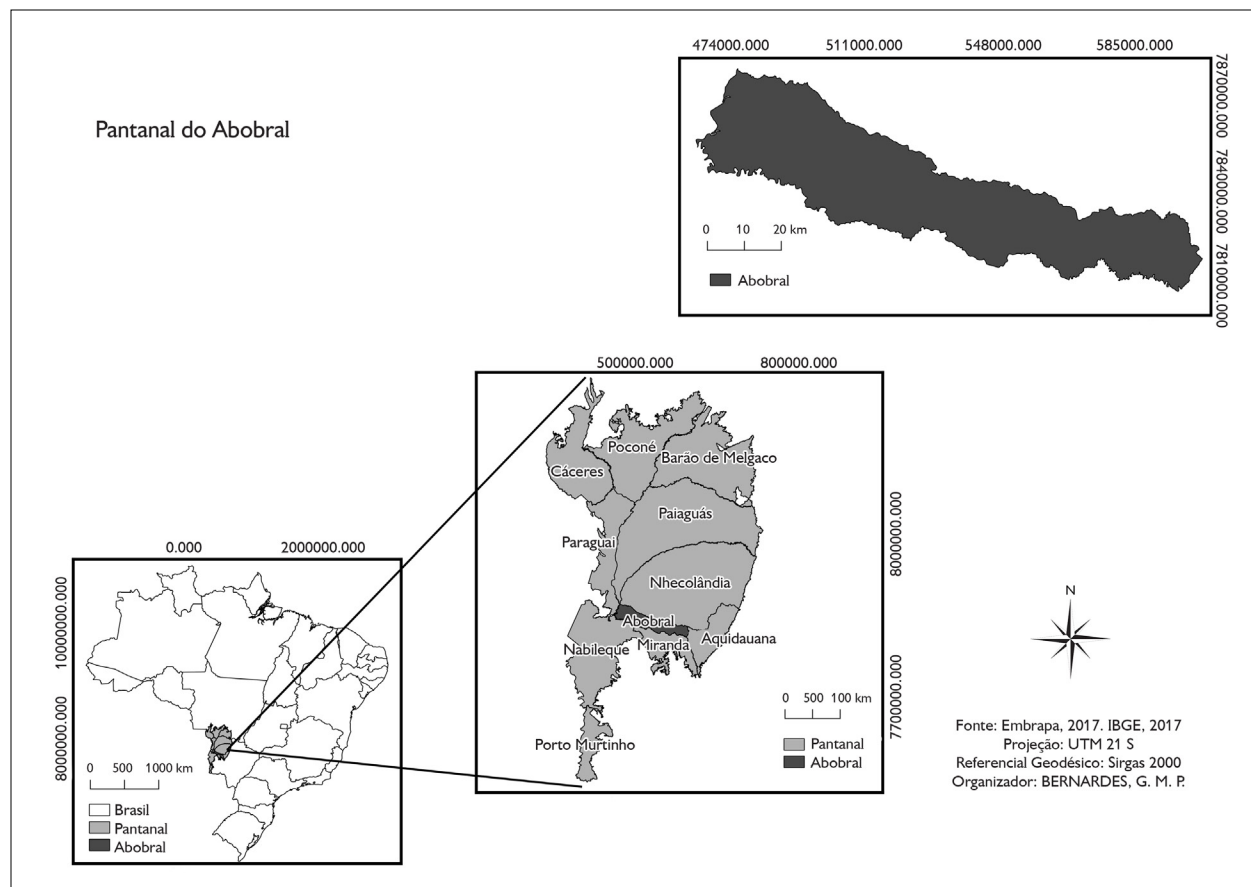 Pantanal do Abobral
474000.000 511000.000 548000.000 585000.000
7870000.000
7840000.000
7810000.000
0 10 20 km
Abobral
500000.000 800000.000
8000000.000
7700000.000
Poconé
Barão de Melgaco
Cáceres
Paiaguás
Paraguai
Nhecolândia
Abobral
Aquidauana
Miranda
Nabileque
Porto Murtinho
0 500 100 km
Pantanal
Abobral
0.000 2000000.000
10000000.000
8000000.000
0 500 1000 km
Brasil
Pantanal
Abobral
N
Fonte: Embrapa, 2017. IBGE, 2017
Projeção: UTM 21 S
Referencial Geodésico: Sirgas 2000
Organizador: BERNARDES, G. M. P.